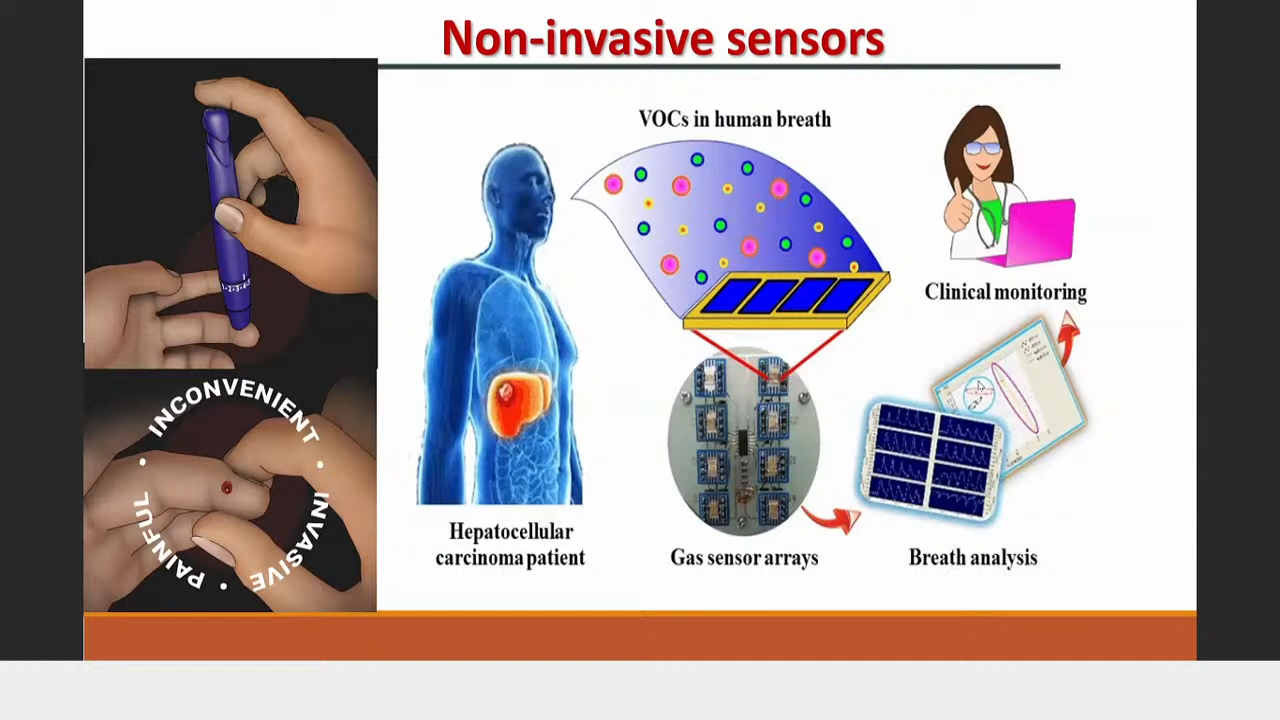 Non-invasive sensors
INCONVENIENT • INVASIVE • PAINFUL •
VOCs in human breath
Clinical monitoring
Hepatocellular
carcinoma patient
Gas sensor arrays
Breath analysis